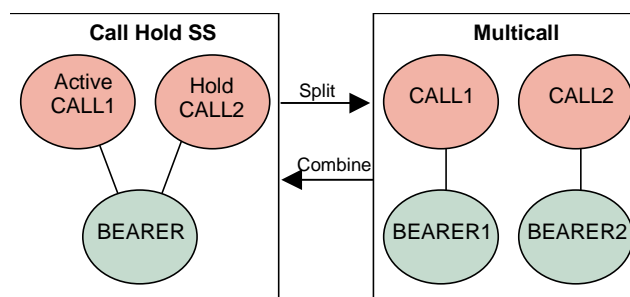 Call Hold SS
Multicall
Active
CALL1
Hold
CALL2
Split
CALL1
CALL2
Combine
BEARER
BEARER1
BEARER2